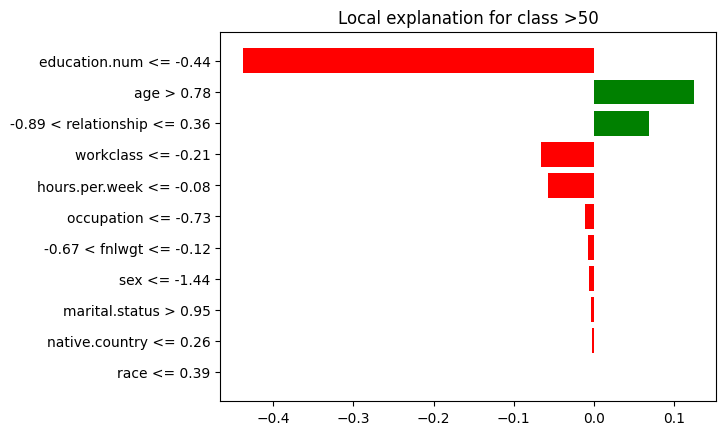 Local explanation for class >50
education.num <= -0.44
age > 0.78
-0.89 < relationship <= 0.36
workclass <= -0.21
hours.per.week <= -0.08
occupation <= -0.73
-0.67 < fnlwgt <= -0.12
sex <= -1.44
marital.status > 0.95
native.country <= 0.26
race <= 0.39
−0.4 −0.3 −0.2 −0.1 0.0 0.1